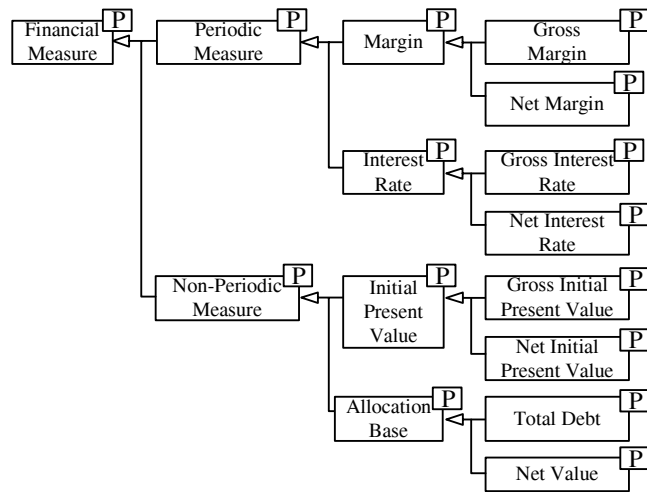 P
Financial
Measure
P
Periodic
Measure
P
Margin
P
Gross
Margin
P
Net Margin
P
Interest
Rate
P
Gross Interest
Rate
P
Net Interest
Rate
P
Non-Periodic
Measure
P
Initial
Present
Value
P
Gross Initial
Present Value
P
Net Initial
Present Value
P
Allocation
Base
P
Total Debt
P
Net Value